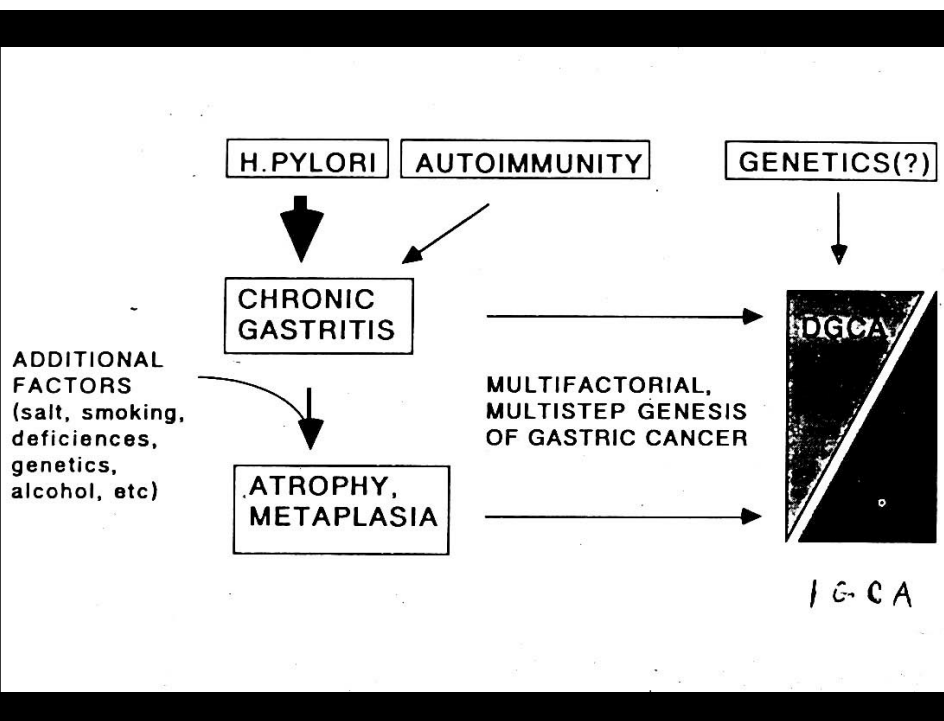 H.PYLORI
AUTOIMMUNITY
GENETICS(?)
CHRONIC
GASTRITIS
DGCA
ADDITIONAL
FACTORS
(salt, smoking,
deficiences,
genetics,
alcohol, etc)
MULTIFACTORIAL,
MULTISTEP GENESIS
OF GASTRIC CANCER
ATROPHY,
METAPLASIA
IGCA